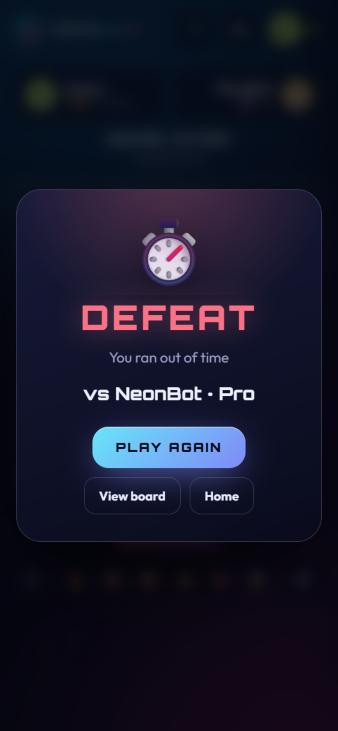 DEFEAT
You ran out of time
vs NeonBot • Pro
PLAY AGAIN
View board
Home